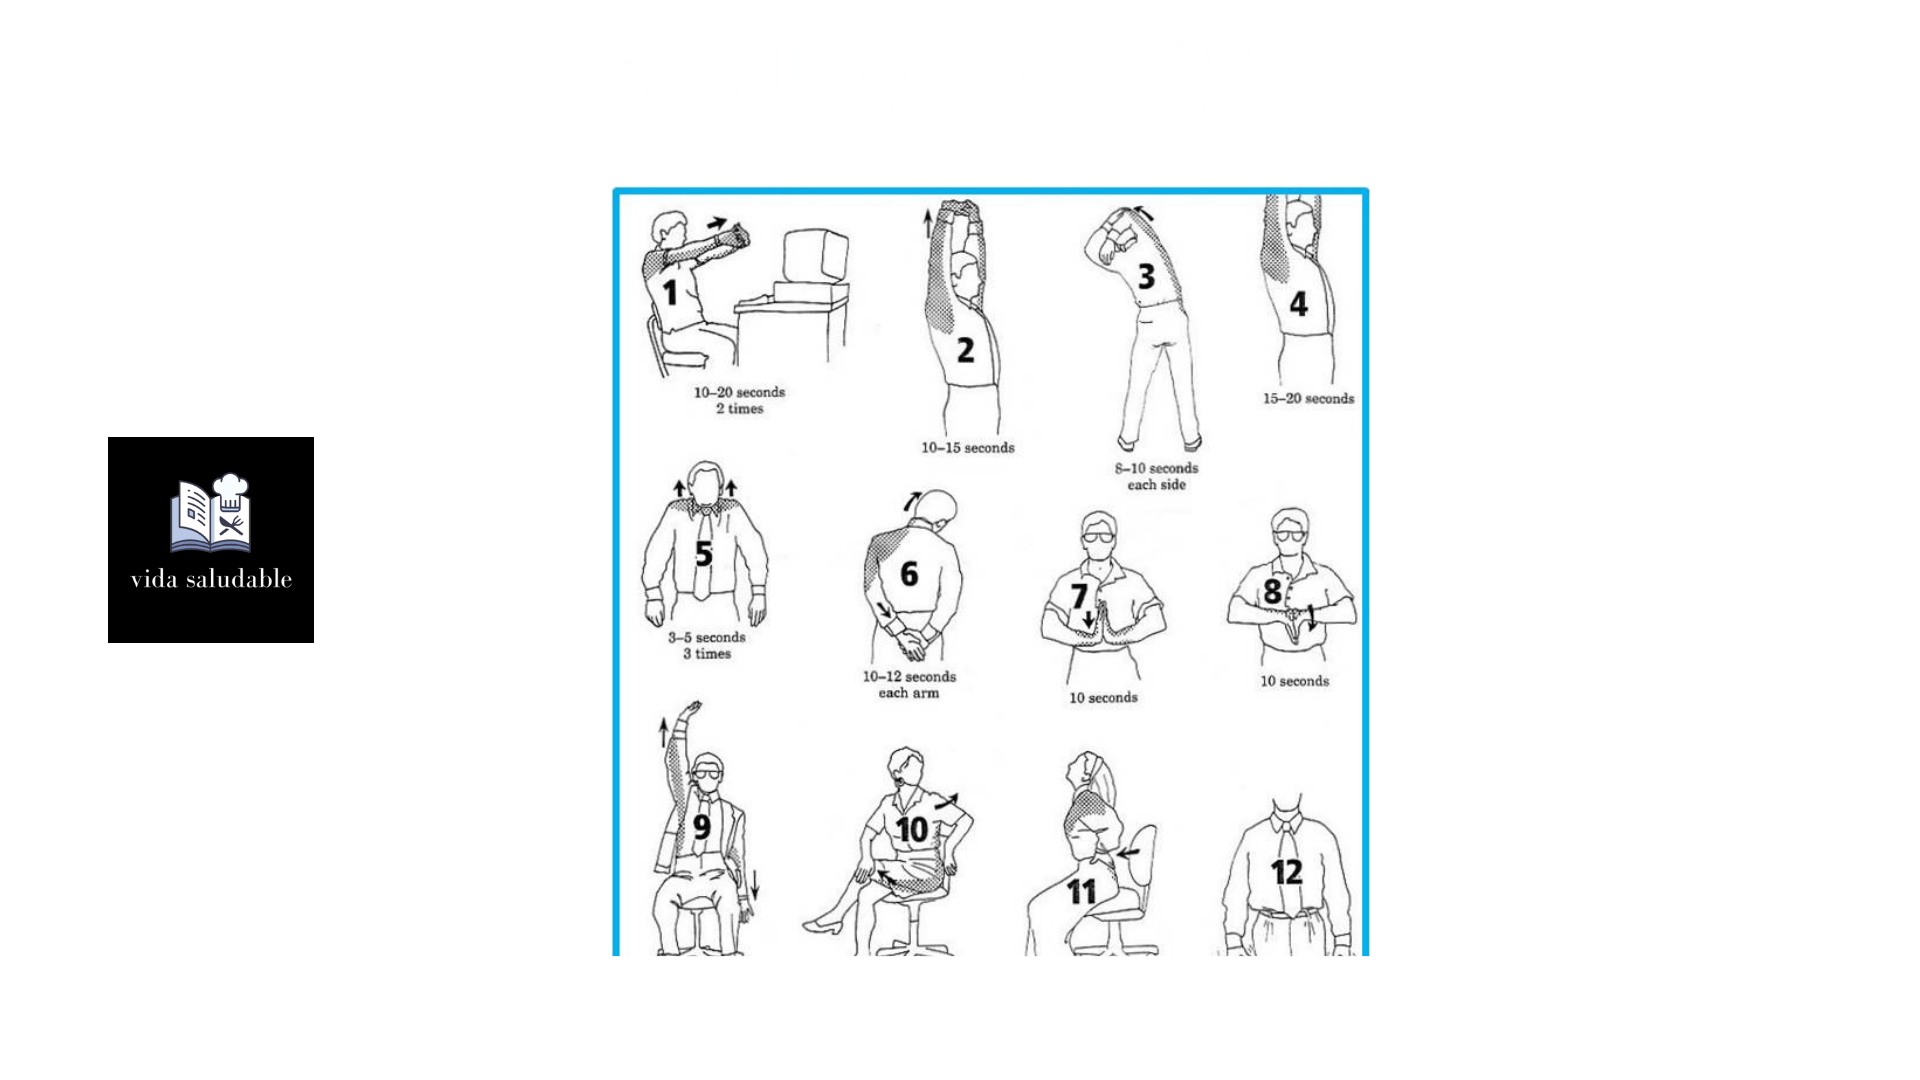 1
2
3
4
10–20 seconds
2 times
10–15 seconds
8–10 seconds
each side
15–20 seconds
5
6
7
8
3–5 seconds
3 times
10–12 seconds
each arm
10 seconds
10 seconds
vida saludable
9
10
11
12